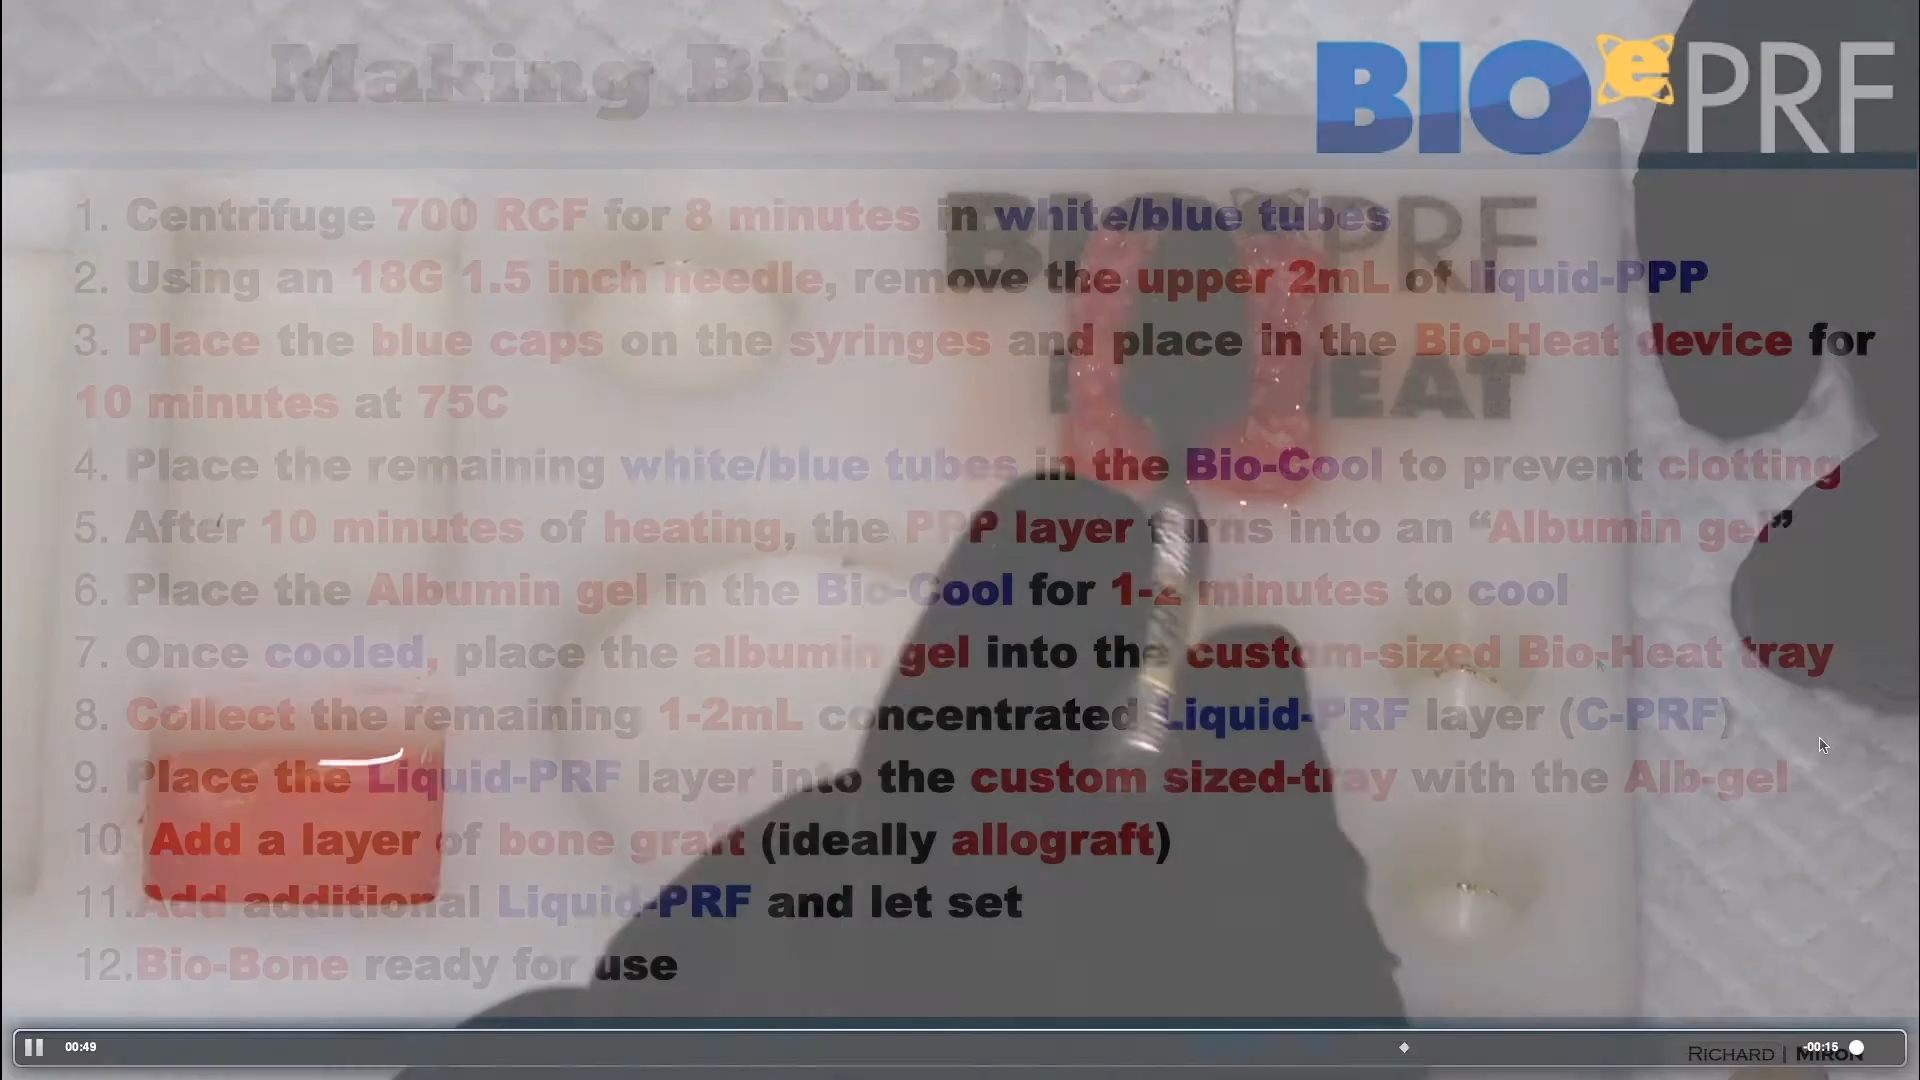 Making Bio-Bone
BIO e PRF
1. Centrifuge 700 RCF for 8 minutes in white/blue tubes
2. Using an 18G 1.5 inch needle, remove the upper 2mL of liquid-PPP
3. Place the blue caps on the syringes and place in the Bio-Heat device for
10 minutes at 75C
4. Place the remaining white/blue tubes in the Bio-Cool to prevent clotting
5. After 10 minutes of heating, the PPP layer turns into an “Albumin gel”
6. Place the Albumin gel in the Bio-Cool for 1-2 minutes to cool
7. Once cooled, place the albumin gel into the custom-sized Bio-Heat tray
8. Collect the remaining 1-2mL concentrated Liquid-PRF layer (C-PRF)
9. Place the Liquid-PRF layer into the custom sized-tray with the Alb-gel
10 Add a layer of bone graft (ideally allograft)
11. Add additional Liquid-PRF and let set
12. Bio-Bone ready for use
PRF
EAT
00:49
-00:15
RICHARD | MIRON